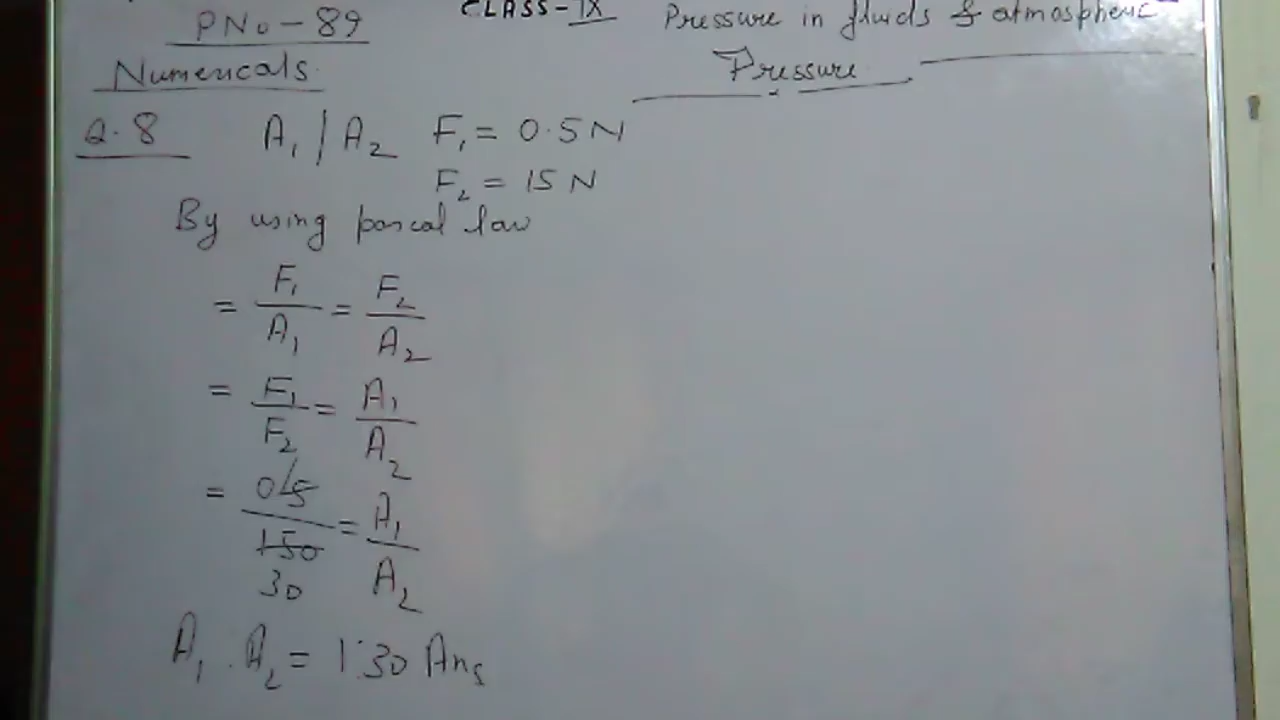 PNo - 89 CLASS - IX Pressure in fluids & atmospheric
Numericals Pressure
Q.8 A₁ / A₂ F₁ = 0.5 N
F₂ = 15 N
By using pascal law
= F₁/A₁ = F₂/A₂
= F₁/F₂ = A₁/A₂
= 05/150 = A₁/A₂
30
A₁ . A₂ = 1:30 Ans